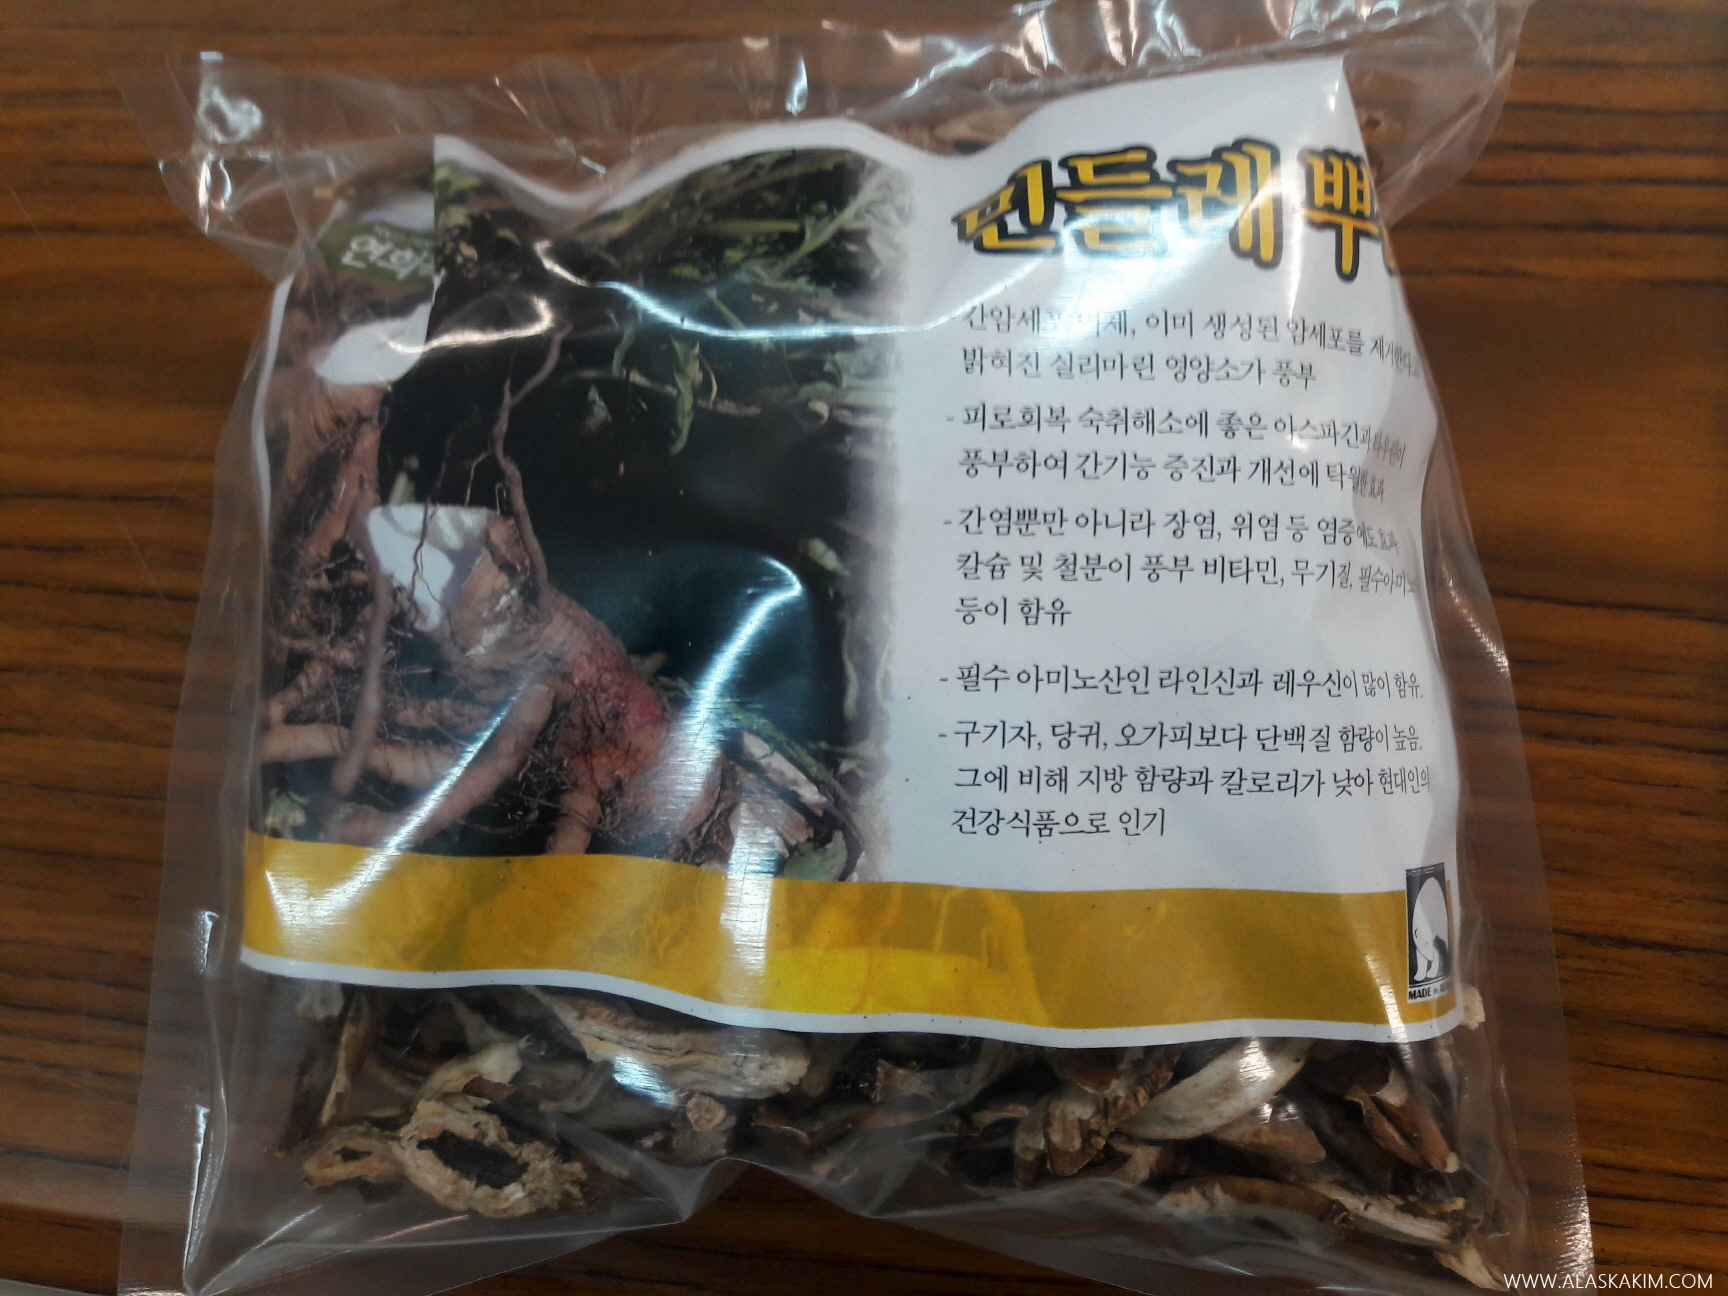 민들레 뿌
연희
간암세포 억제, 이미 생성된 암세포를 제거한다고
밝혀진 실리마린 영양소가 풍부
- 피로회복 숙취해소에 좋은 아스파긴과 타우린이
풍부하여 간기능 증진과 개선에 탁월한 효과
- 간염뿐만 아니라 장염, 위염 등 염증에도 효과
칼슘 및 철분이 풍부 비타민, 무기질, 필수아미노
등이 함유
- 필수 아미노산인 라인신과 레우신이 많이 함유.
- 구기자, 당귀, 오가피보다 단백질 함량이 높음.
그에 비해 지방 함량과 칼로리가 낮아 현대인의
건강식품으로 인기
MADE IN
WWW.ALASKAKIM.COM